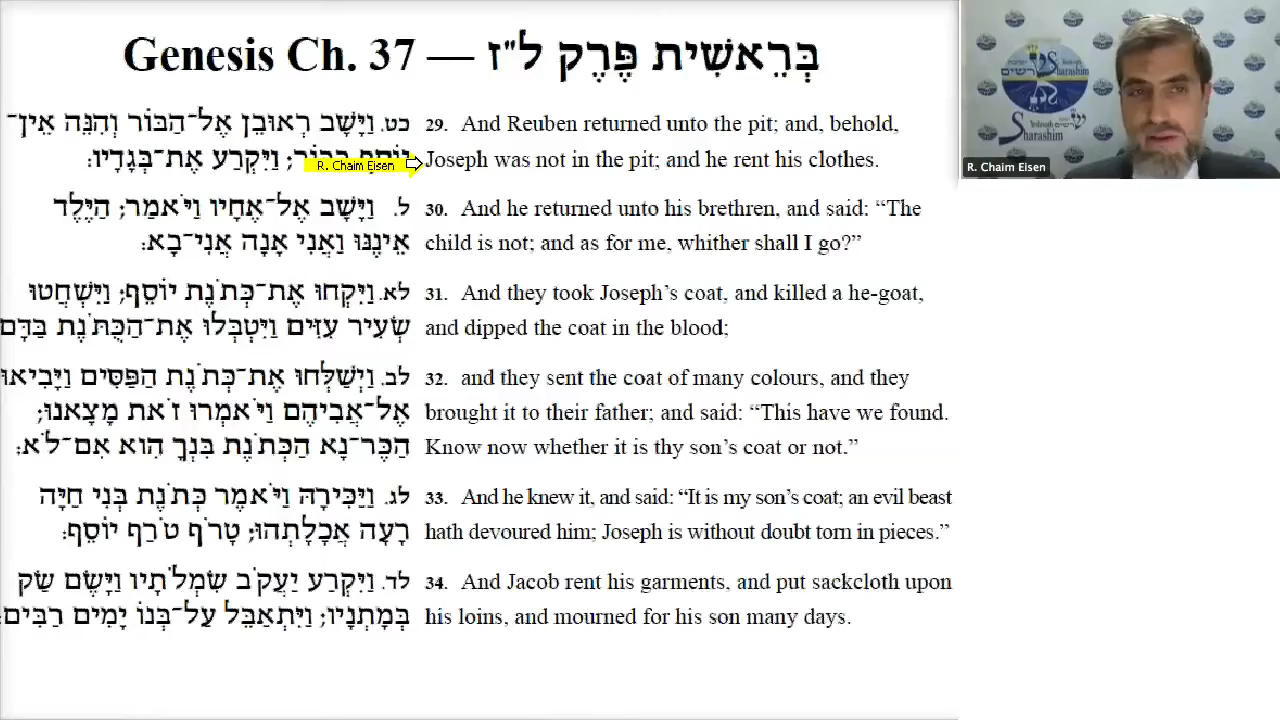 Genesis Ch. 37 — בְּרֵאשִׁית פֶּרֶק ל"ז
כט. וַיָּשָׁב רְאוּבֵן אֶל־הַבּוֹר וְהִנֵּה אֵין־
R. Chaim Eisen
וַיִּקְרַע אֶת־בְּגָדָיו:
ל. וַיָּשָׁב אֶל־אֶחָיו וַיֹּאמַר; הַיֶּלֶד
אֵינֶנּוּ וַאֲנִי אָנָה אֲנִי־בָא:
לא. וַיִּקְחוּ אֶת־כְּתֹנֶת יוֹסֵף; וַיִּשְׁחֲטוּ
שְׂעִיר עִזִּים וַיִּטְבְּלוּ אֶת־הַכֻּתֹּנֶת בַּדָּם
לב. וַיְשַׁלְּחוּ אֶת־כְּתֹנֶת הַפַּסִּים וַיָּבִיאוּ
אֶל־אֲבִיהֶם וַיֹּאמְרוּ זֹאת מָצָאנוּ;
הַכֶּר־נָא הַכְּתֹנֶת בִּנְךָ הִוא אִם־לֹא:
לג. וַיַּכִּירָהּ וַיֹּאמֶר כְּתֹנֶת בְּנִי חַיָּה
רָעָה אֲכָלָתְהוּ; טָרֹף טֹרַף יוֹסֵף:
לד. וַיִּקְרַע יַעֲקֹב שִׂמְלֹתָיו וַיָּשֶׂם שַׂק
בְּמָתְנָיו; וַיִּתְאַבֵּל עַל־בְּנוֹ יָמִים רַבִּים:
29. And Reuben returned unto the pit; and, behold,
Joseph was not in the pit; and he rent his clothes.
30. And he returned unto his brethren, and said: “The
child is not; and as for me, whither shall I go?”
31. And they took Joseph’s coat, and killed a he-goat,
and dipped the coat in the blood;
32. and they sent the coat of many colours, and they
brought it to their father; and said: “This have we found.
Know now whether it is thy son’s coat or not.”
33. And he knew it, and said: “It is my son’s coat; an evil beast
hath devoured him; Joseph is without doubt torn in pieces.”
34. And Jacob rent his garments, and put sackcloth upon
his loins, and mourned for his son many days.
Sharashim
R. Chaim Eisen